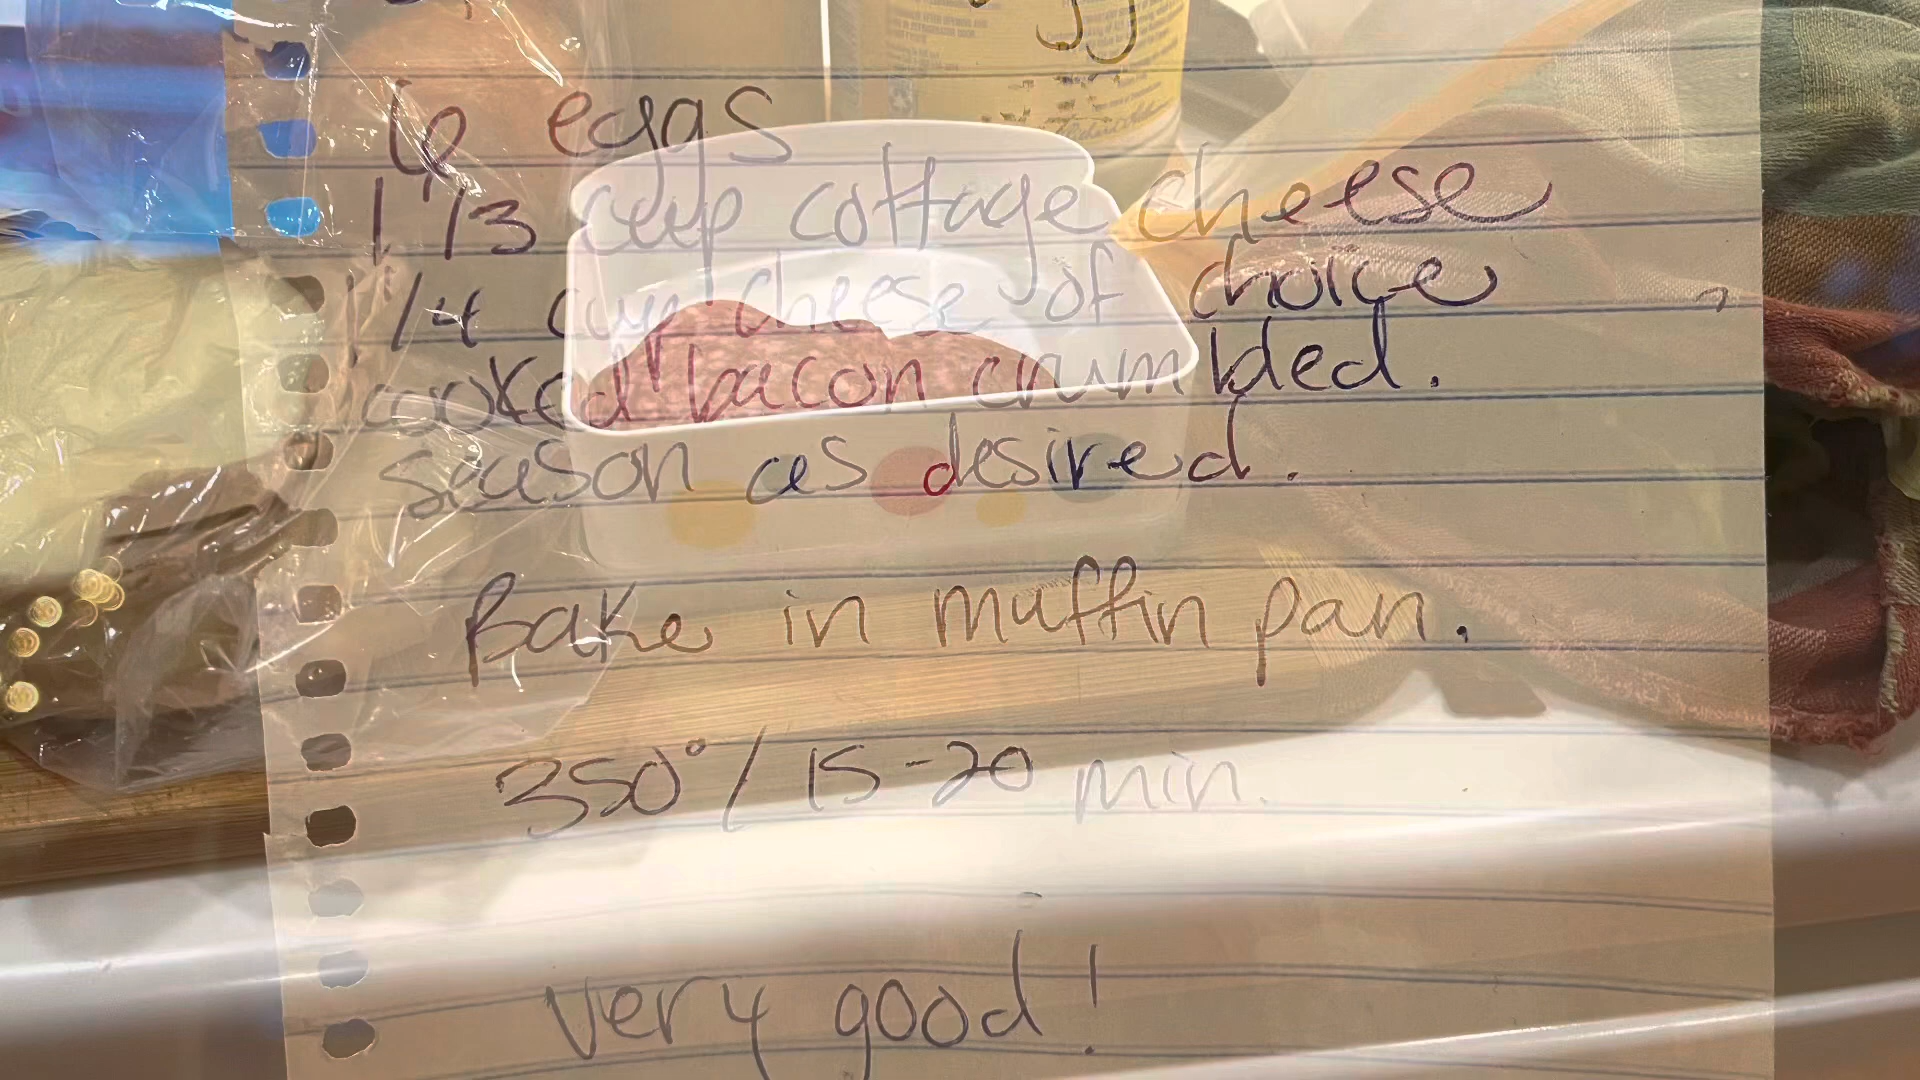 6 eggs
1 1/3 cup cottage cheese
1/4 cup cheese of choice
cooked bacon crumbled.
season as desired.
Bake in muffin pan.
350°/ 15-20 min.
very good!